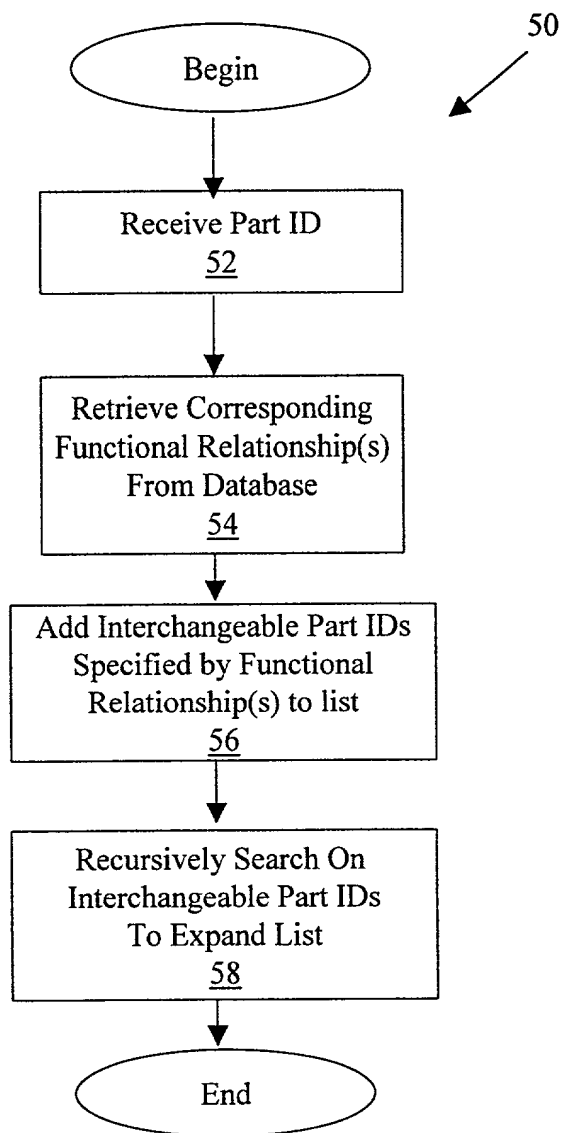 50
Begin
Receive Part ID
52
Retrieve Corresponding
Functional Relationship(s)
From Database
54
Add Interchangeable Part IDs
Specified by Functional
Relationship(s) to list
56
Recursively Search On
Interchangeable Part IDs
To Expand List
58
End